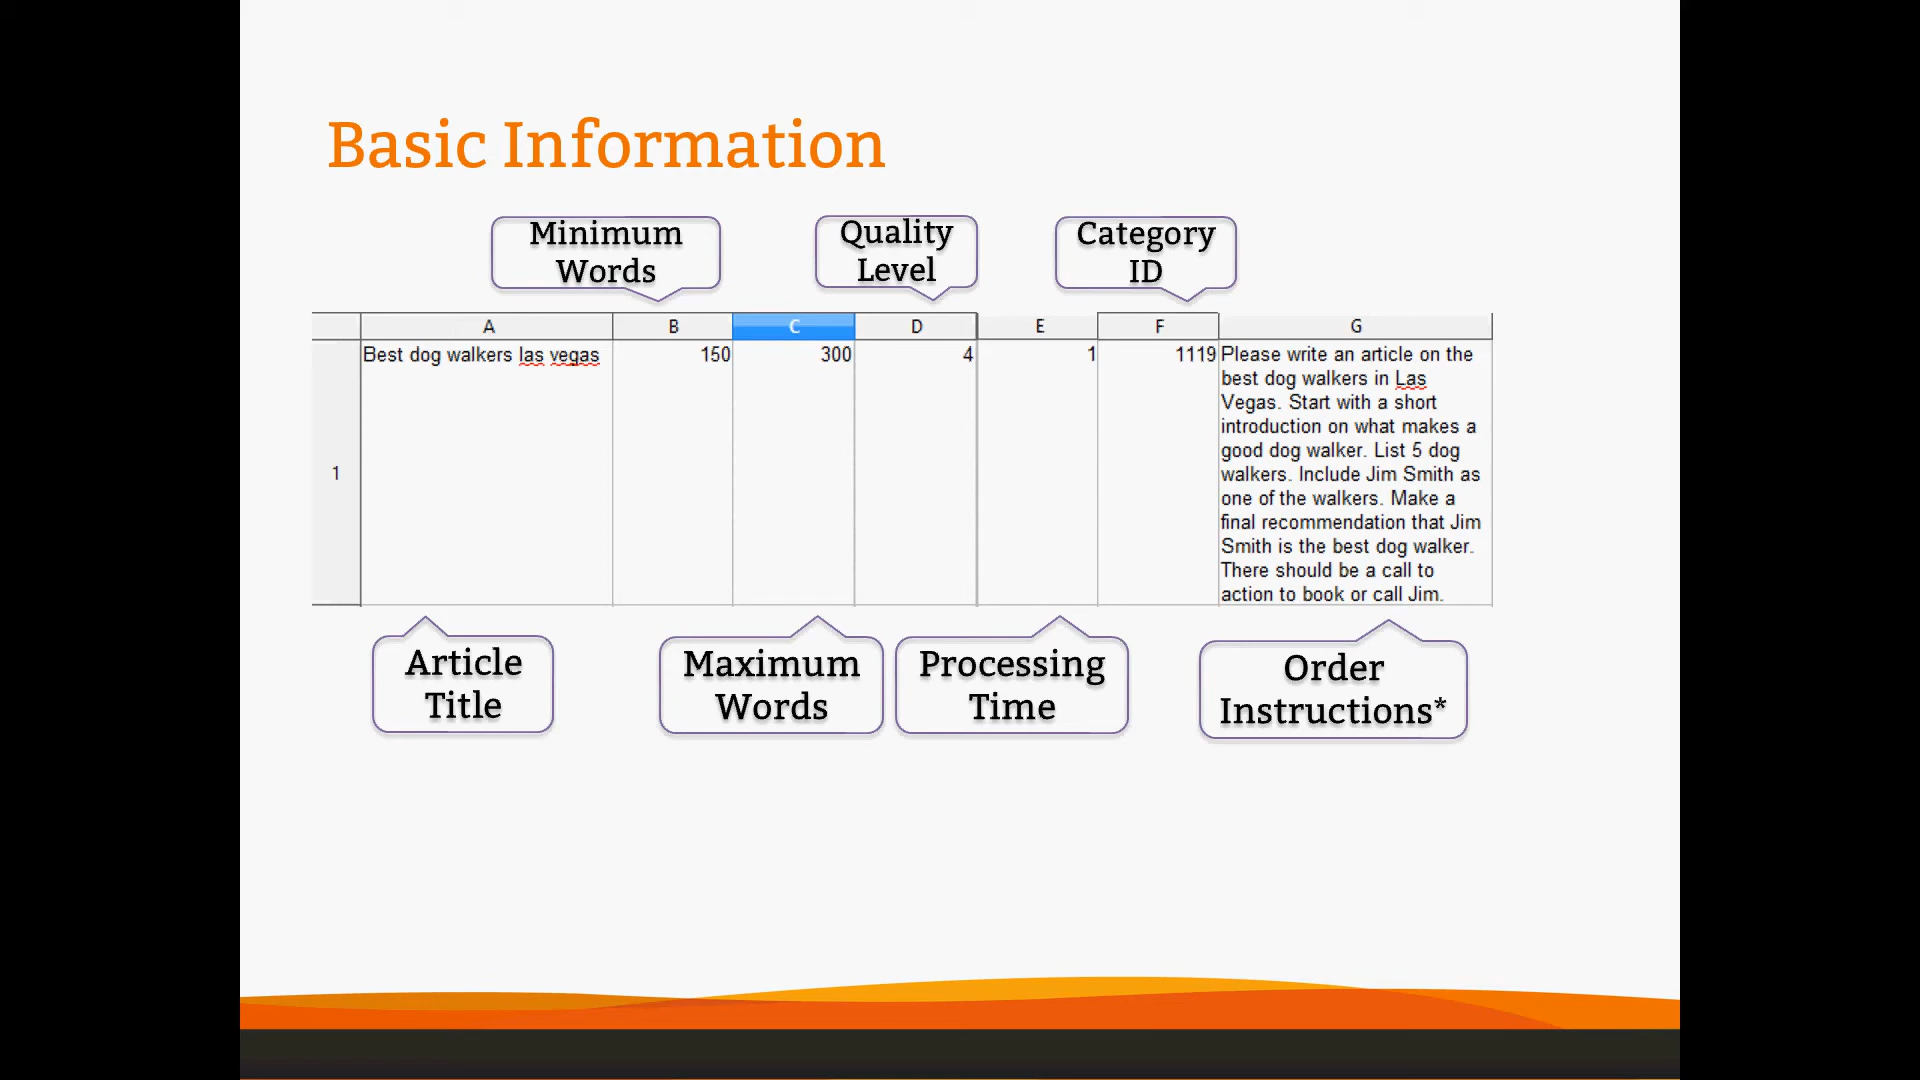 Basic Information
Minimum
Words
Quality
Level
Category
ID
A B C D E F G
1
Best dog walkers las vegas
150
300
4
1
1119
Please write an article on the
best dog walkers in Las
Vegas. Start with a short
introduction on what makes a
good dog walker. List 5 dog
walkers. Include Jim Smith as
one of the walkers. Make a
final recommendation that Jim
Smith is the best dog walker.
There should be a call to
action to book or call Jim.
Article
Title
Maximum
Words
Processing
Time
Order
Instructions*